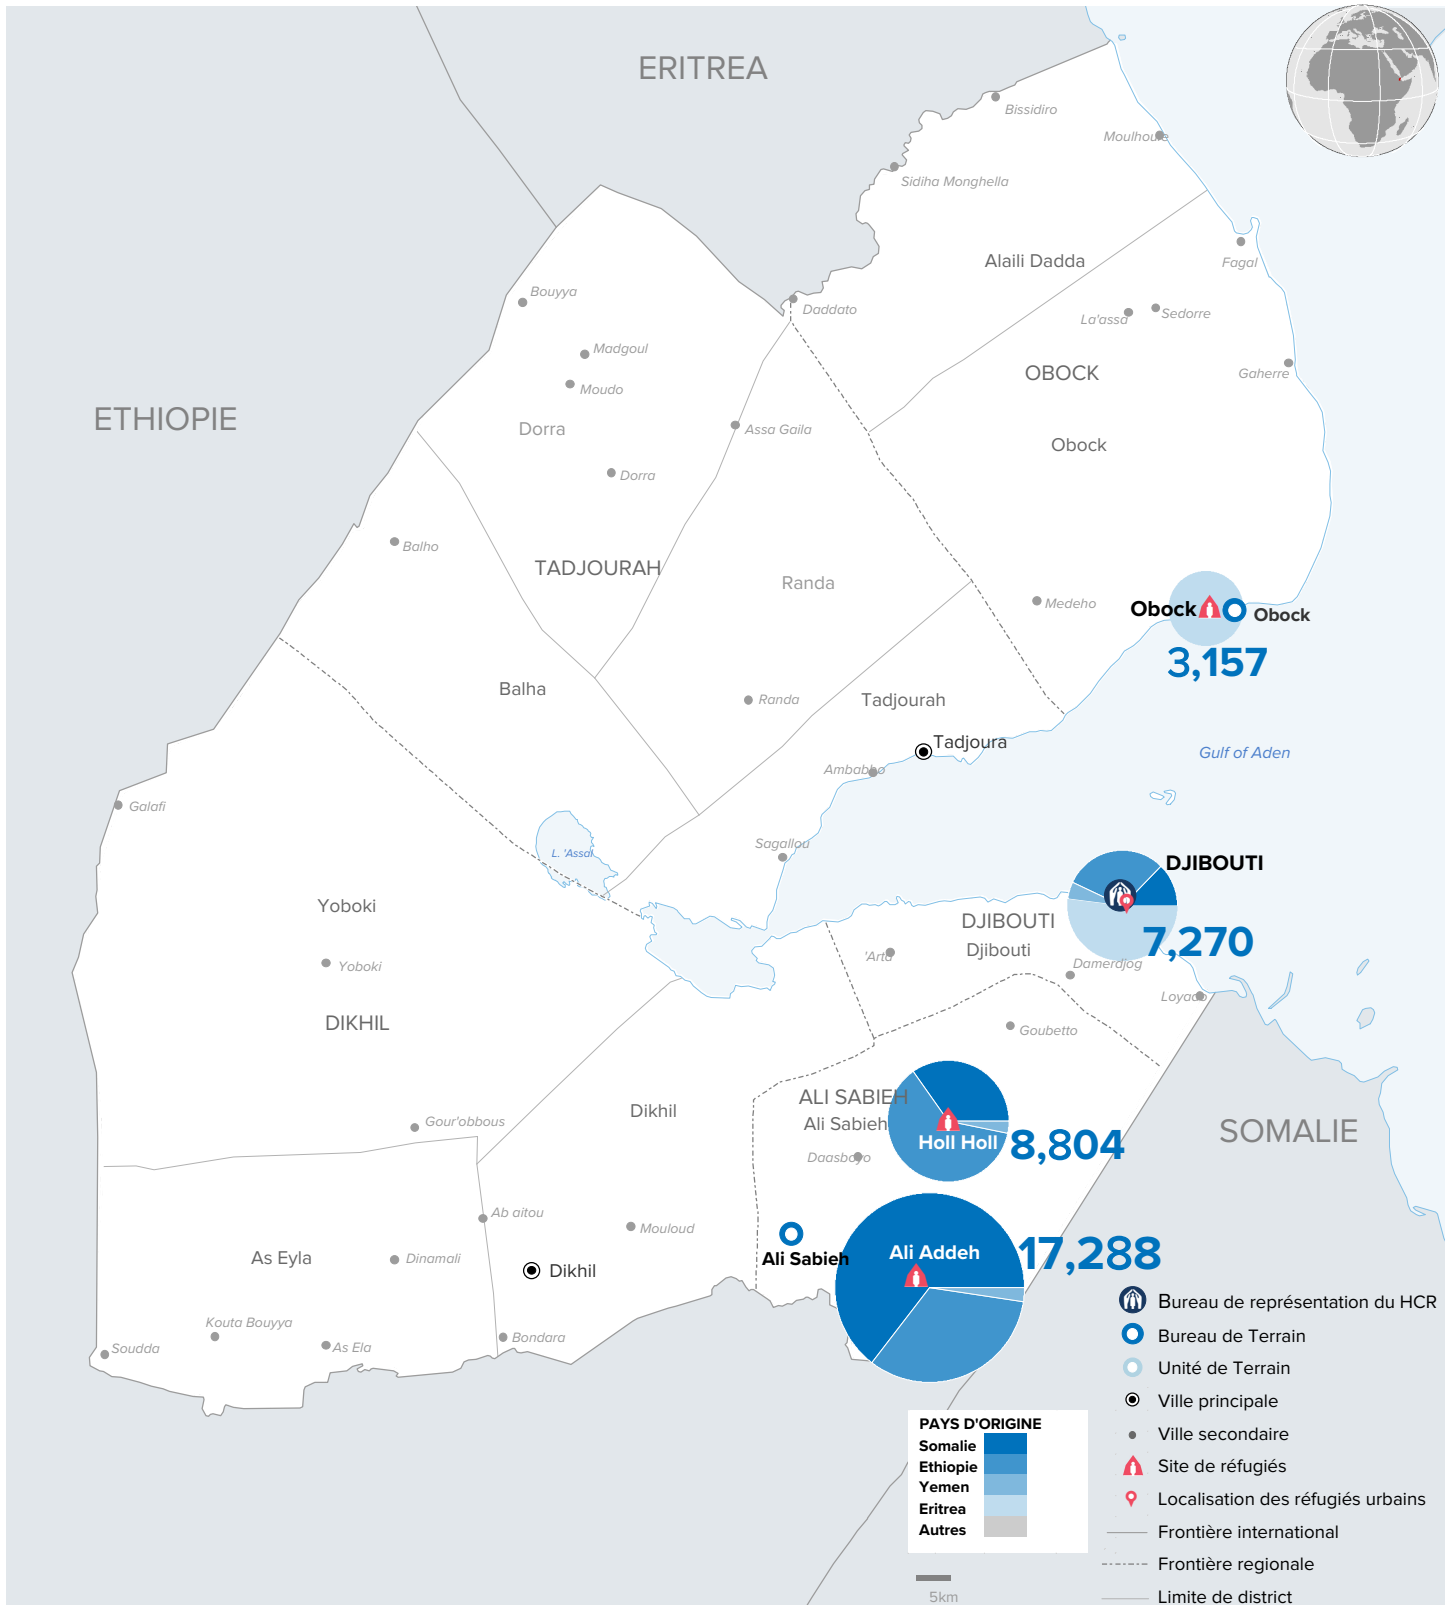 ERITREA
Bissidiro
Moulhoule
Sidiha Monghella
Alaili Dadda
Fagal
Bouyya
Daddato
La'assa
Sedorre
Madgoul
Moudo
OBOCK
Gaherre
ETHIOPIE
Dorra
Assa Gaila
Obock
Dorra
Balho
TADJOURAH
Randa
Medeho
Obock
Obock
3,157
Balha
Randa
Tadjourah
Tadjoura
Gulf of Aden
Ambabbo
Galafi
Sagallou
L. 'Assal
DJIBOUTI
Yoboki
DJIBOUTI
7,270
Djibouti
'Arta
Damerdjog
Yoboki
Loyado
DIKHIL
Goubetto
ALI SABIEH
Dikhil
Gour'obbous
Ali Sabieh
SOMALIE
Holl Holl
8,804
Daasbayo
Ab aitou
Mouloud
As Eyla
Dinamali
Ali Sabieh
Ali Addeh
17,288
Dikhil
Kouta Bouyya
As Ela
Soudda
Bondara
Bureau de représentation du HCR
Bureau de Terrain
Unité de Terrain
Ville principale
Ville secondaire
Site de réfugiés
Localisation des réfugiés urbains
Frontière international
Frontière regionale
Limite de district
PAYS D'ORIGINE
Somalie
Ethiopie
Yemen
Eritrea
Autres
5km